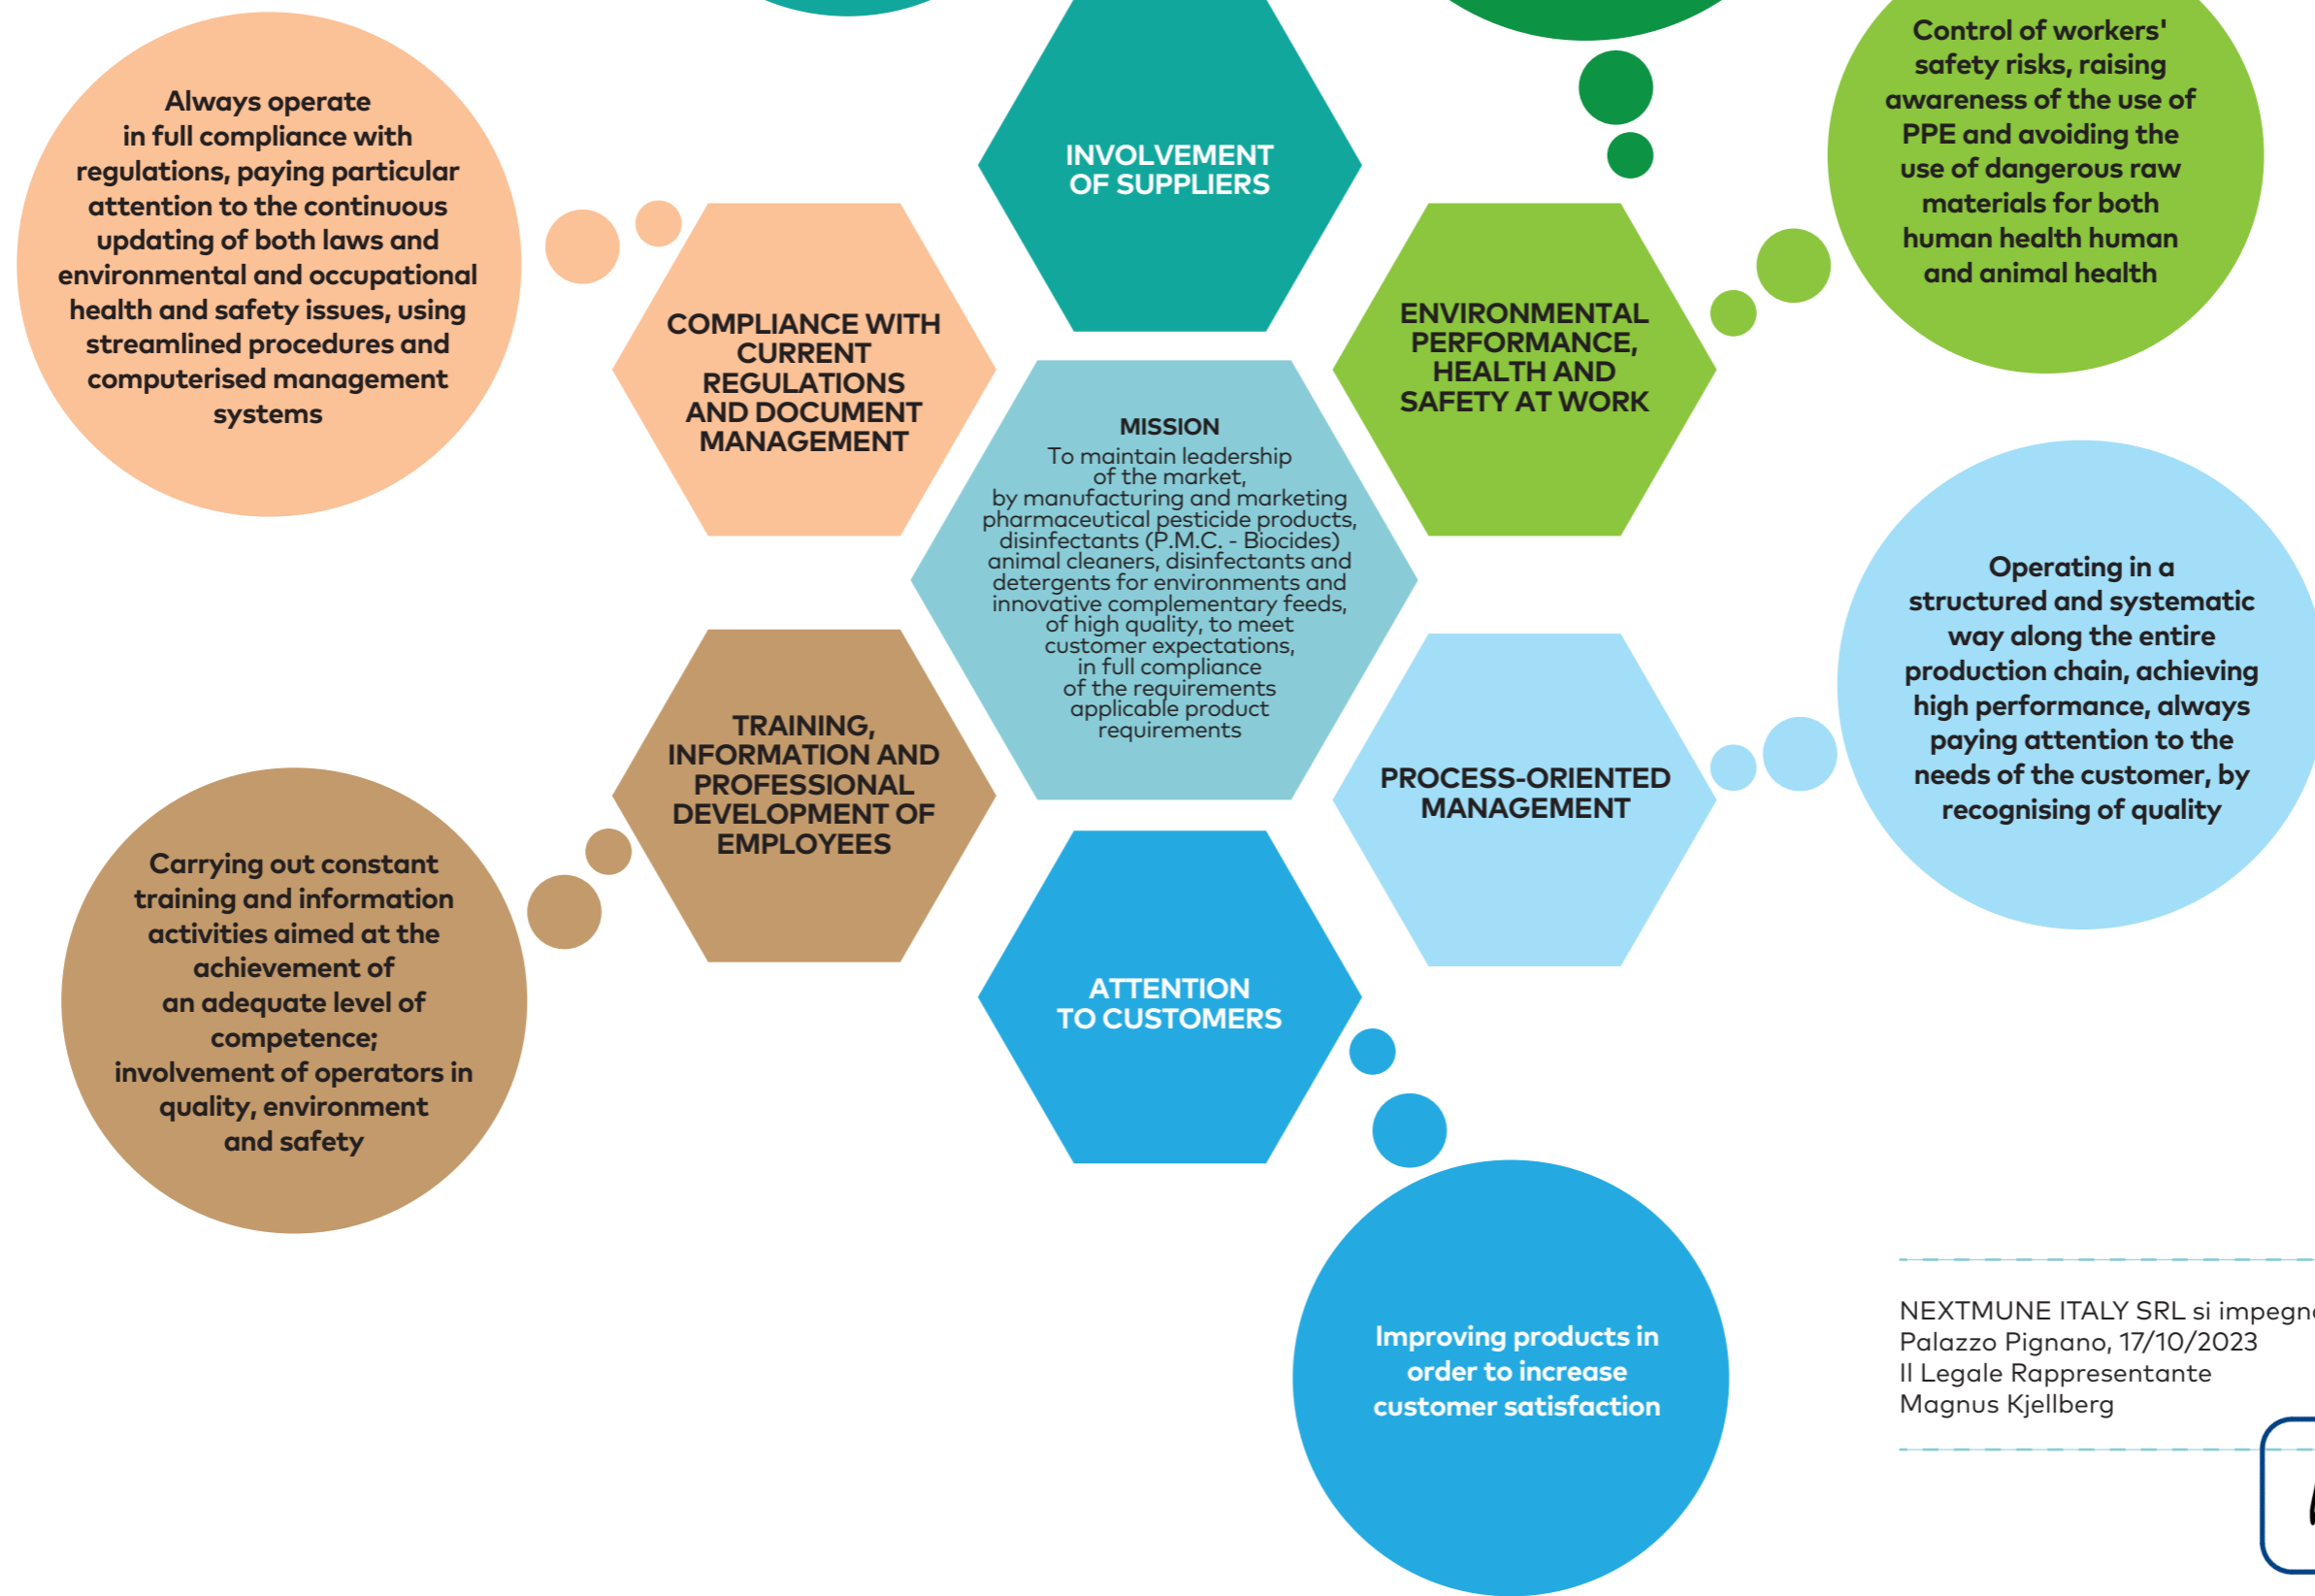 Control of workers'
safety risks, raising
awareness of the use of
PPE and avoiding the
use of dangerous raw
materials for both
human health human
and animal health
Always operate
in full compliance with
regulations, paying particular
attention to the continuous
updating of both laws and
environmental and occupational
health and safety issues, using
streamlined procedures and
computerised management
systems
INVOLVEMENT
OF SUPPLIERS
COMPLIANCE WITH
CURRENT
REGULATIONS
AND DOCUMENT
MANAGEMENT
ENVIRONMENTAL
PERFORMANCE,
HEALTH AND
SAFETY AT WORK
MISSION
To maintain leadership
of the market,
by manufacturing and marketing
pharmaceutical pesticide products,
disinfectants (P.M.C. - Biocides)
animal cleaners, disinfectants and
detergents for environments and
innovative complementary feeds,
of high quality, to meet
customer expectations,
in full compliance
of the requirements
applicable product
requirements
Operating in a
structured and systematic
way along the entire
production chain, achieving
high performance, always
paying attention to the
needs of the customer, by
recognising of quality
TRAINING,
INFORMATION AND
PROFESSIONAL
DEVELOPMENT OF
EMPLOYEES
PROCESS-ORIENTED
MANAGEMENT
Carrying out constant
training and information
activities aimed at the
achievement of
an adequate level of
competence;
involvement of operators in
quality, environment
and safety
ATTENTION
TO CUSTOMERS
Improving products in
order to increase
customer satisfaction
NEXTMUNE ITALY SRL si
Palazzo Pignano, 17/10/2023
Il Legale Rappresentante
Magnus Kjellberg